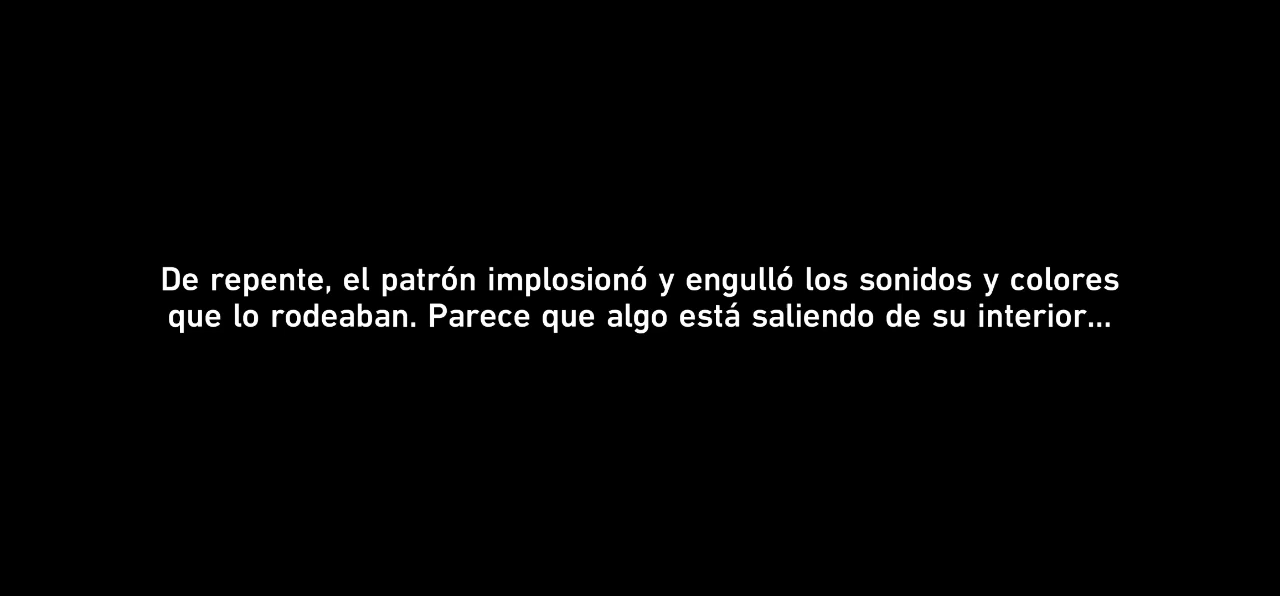 De repente, el patrón implosionó y engulló los sonidos y colores
que lo rodeaban. Parece que algo está saliendo de su interior...